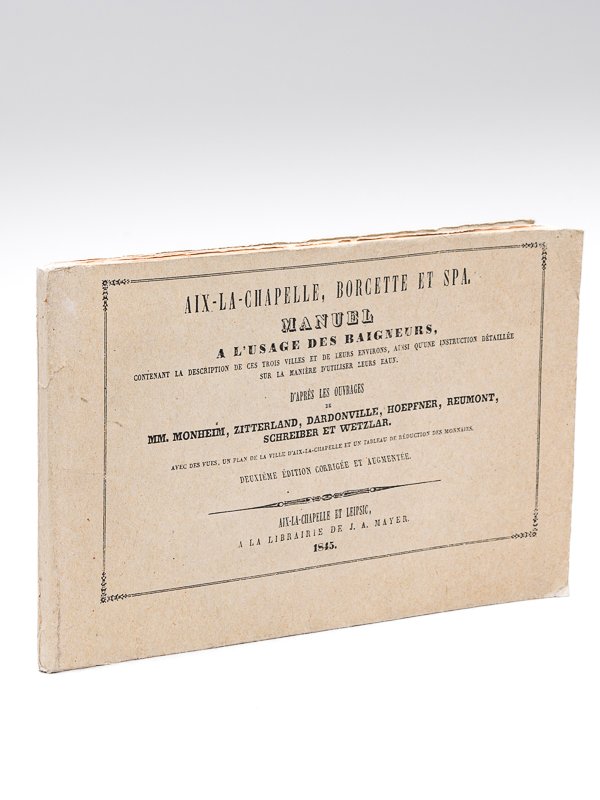 AIX-LA-CHAPELLE, BORCETTE ET SPA.
MANUEL
A L'USAGE DES BAIGNEURS,
CONTENANT LA DESCRIPTION DE CES TROIS VILLES ET DE LEURS ENVIRONS, AINSI QU'UNE INSTRUCTION DÉTAILLÉE
SUR LA MANIÈRE D'UTILISER LEURS EAUX.
D'APRÈS LES OUVRAGES
DE
MM. MONHEIM, ZITTERLAND, DARDONVILLE, HOEPFNER, REUMONT,
SCHREIBER ET WETZLAR.
AVEC DES VUES, UN PLAN DE LA VILLE D'AIX-LA-CHAPELLE ET UN TABLEAU DE RÉDUCTION DES MONNAIES.
DEUXIÈME ÉDITION CORRIGÉE ET AUGMENTÉE.
AIX-LA-CHAPELLE ET LEIPSIC,
A LA LIBRAIRIE DE J. A. MAYER.
1845.